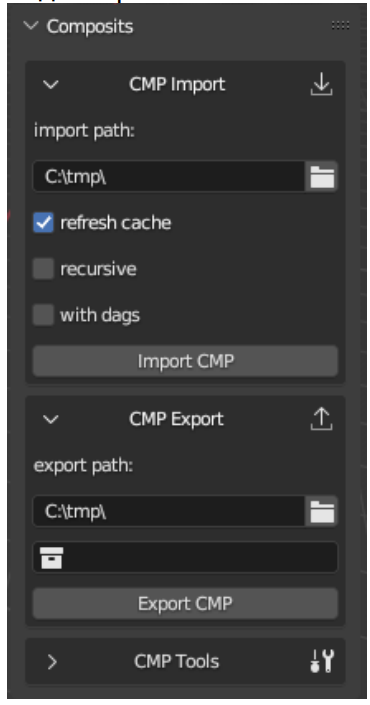 Composits
CMP Import
import path:
C:\tmp\
refresh cache
recursive
with dags
Import CMP
CMP Export
export path:
C:\tmp\
Export CMP
CMP Tools